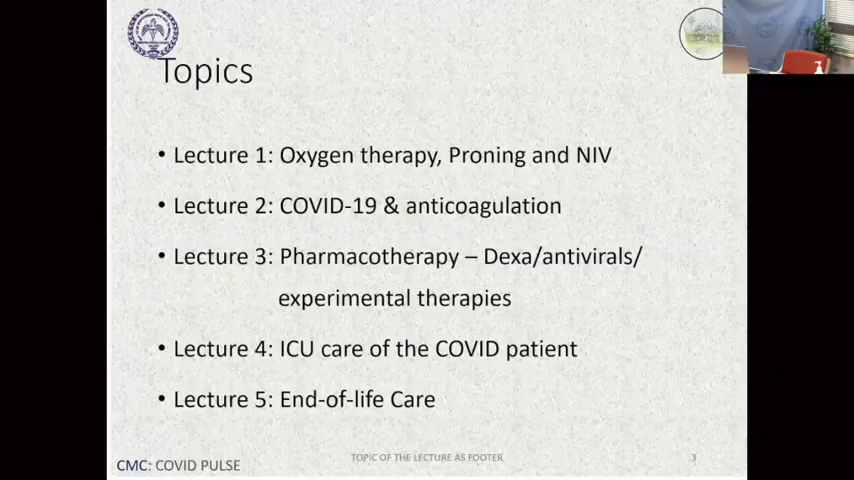 Topics
• Lecture 1: Oxygen therapy, Proning and NIV
• Lecture 2: COVID-19 & anticoagulation
• Lecture 3: Pharmacotherapy – Dexa/antivirals/
experimental therapies
• Lecture 4: ICU care of the COVID patient
• Lecture 5: End-of-life Care
CMC: COVID PULSE
TOPIC OF THE LECTURE AS FOOTER
3